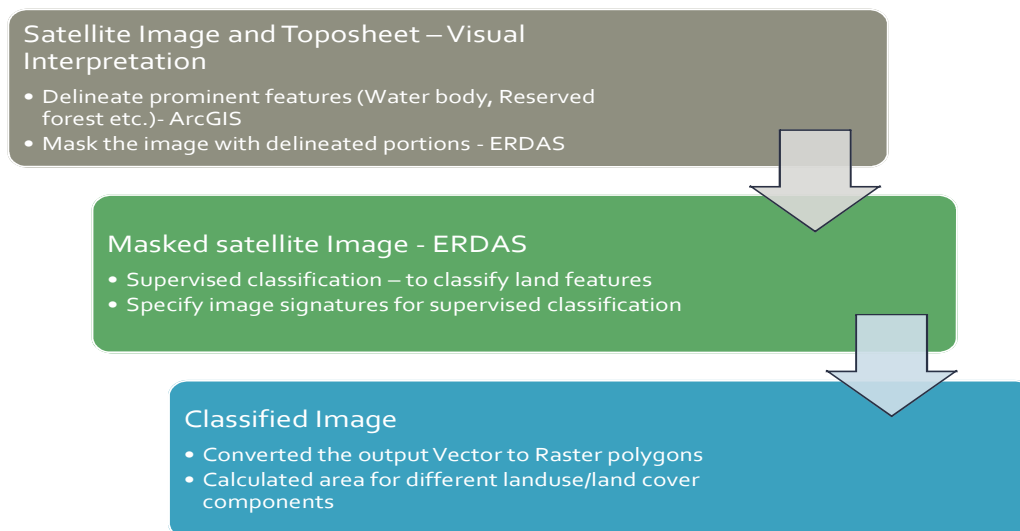 Satellite Image and Toposheet – Visual
Interpretation
• Delineate prominent features (Water body, Reserved
forest etc.)- ArcGIS
• Mask the image with delineated portions - ERDAS
Masked satellite Image - ERDAS
• Supervised classification – to classify land features
• Specify image signatures for supervised classification
Classified Image
• Converted the output Vector to Raster polygons
• Calculated area for different landuse/land cover
components